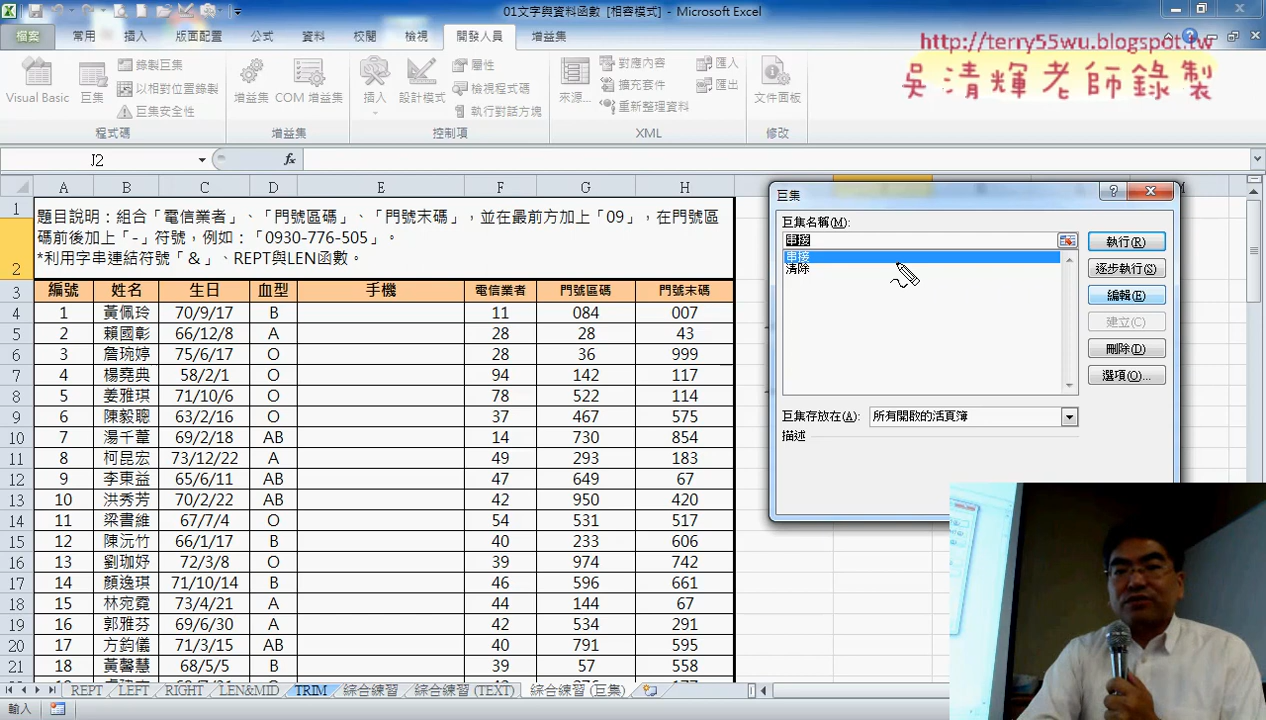 01文字與資料函數 [相容模式] - Microsoft Excel
檔案 常用 插入 版面配置 公式 資料 校閱 檢視 開發人員 增益集
http://terry55wu.blogspot.tw
吳清輝老師錄製
Visual Basic 巨集 錄製巨集 以相對位置錄製 巨集安全性
增益集 COM 增益集
插入 設計模式 屬性 檢視程式碼 執行對話方塊
來源... 對應內容 擴充套件 重新整理資料 匯入 匯出
文件面板
程式碼 增益集 控制項 XML 修改
J2 fx
A B C D E F G H M
1 2 題目說明：組合「電信業者」、「門號區碼」、「門號末碼」，並在最前方加上「09」，在門號區
碼前後加上「-」符號，例如：「0930-776-505」。
*利用字串連結符號「＆」、REPT與LEN函數。
3 編號 姓名 生日 血型 手機 電信業者 門號區碼 門號末碼
4 1 黃佩玲 70/9/17 B 11 084 007
5 2 賴國彰 66/12/8 A 28 28 43
6 3 詹琬婷 75/6/17 O 28 36 999
7 4 楊堯典 58/2/1 O 94 142 117
8 5 姜雅琪 71/10/6 O 78 522 114
9 6 陳毅聰 63/2/16 O 37 467 575
10 7 湯千葦 69/2/18 AB 14 730 854
11 8 柯昆宏 73/12/22 A 49 293 183
12 9 李東益 65/6/11 AB 47 649 67
13 10 洪秀芳 70/2/22 AB 42 950 420
14 11 梁書維 67/7/4 O 54 531 517
15 12 陳沅竹 66/1/17 B 40 233 606
16 13 劉珈妤 72/3/8 O 39 974 742
17 14 顏逸琪 71/10/14 B 46 596 661
18 15 林宛霓 73/4/21 A 44 144 67
19 16 郭雅芬 69/6/30 A 42 534 291
20 17 方鈞儀 71/3/15 AB 40 791 595
21 18 黃馨慧 68/5/5 B 39 57 558
巨集
巨集名稱(M):
串接
串接
清除
執行(R)
逐步執行(S)
編輯(E)
建立(C)
刪除(D)
選項(O)...
巨集存放在(A): 所有開啟的活頁簿
描述
REPT LEFT RIGHT LEN&MID TRIM 綜合練習 綜合練習 (TEXT) 綜合練習 (巨集)
輸入